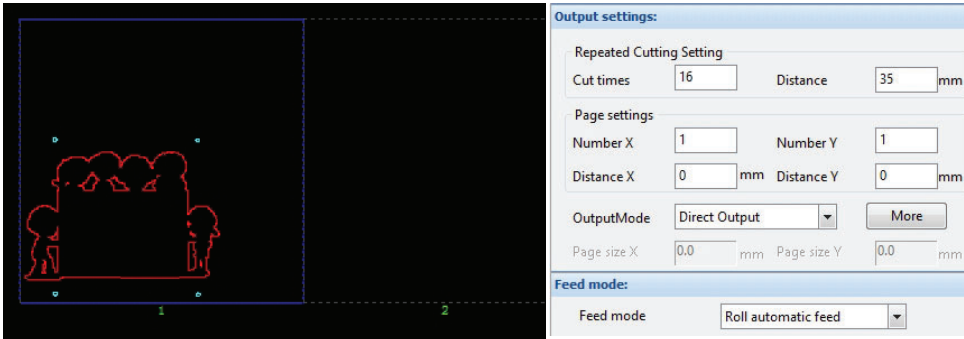 1
2
Output settings:
Repeated Cutting Setting
Cut times 16 Distance 35 mm
Page settings
Number X 1 Number Y 1
Distance X 0 mm Distance Y 0 mm
OutputMode Direct Output More
Page size X 0.0 mm Page size Y 0.0 mm
Feed mode:
Feed mode Roll automatic feed